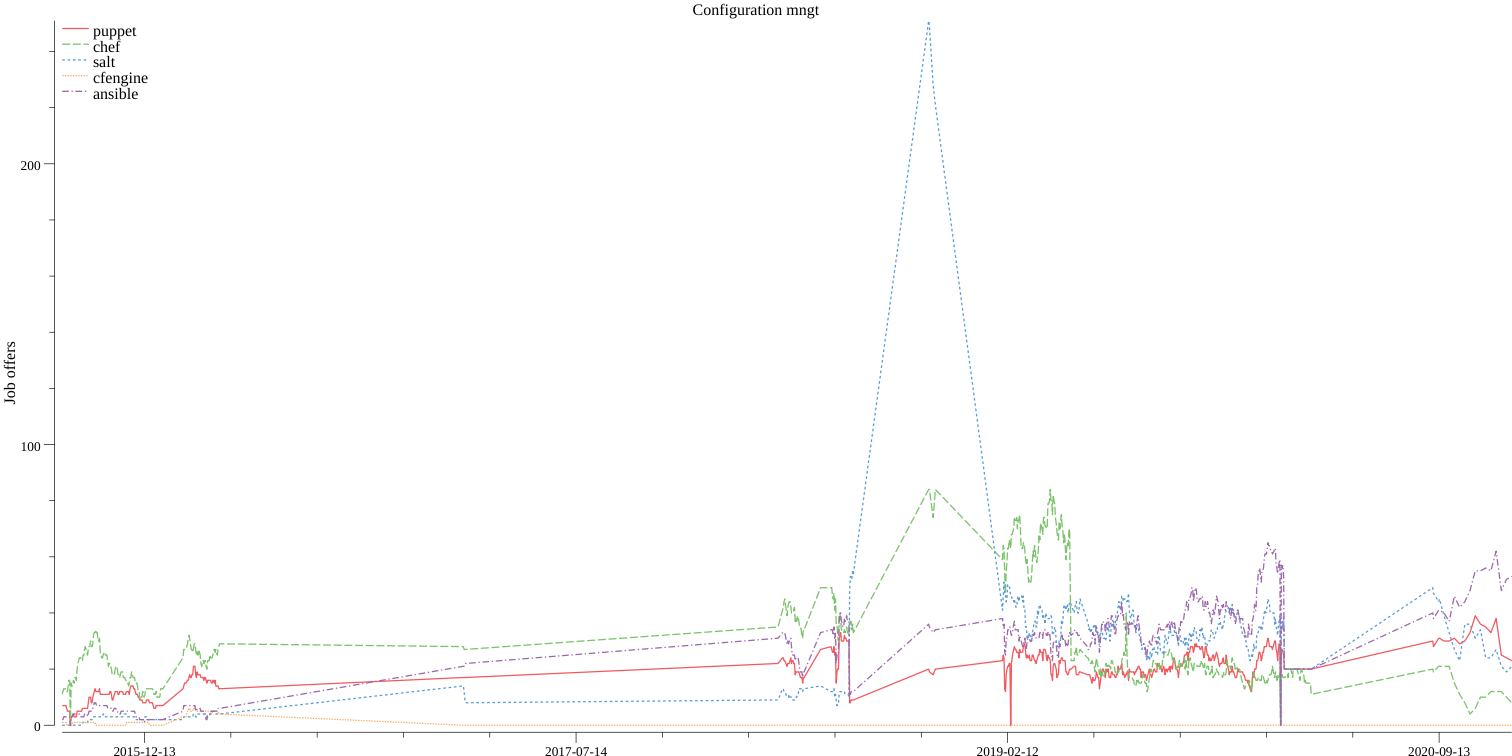 Configuration mngt
puppet
chef
salt
cfengine
ansible
Job offers
200
100
0
2015-12-13
2017-07-14
2019-02-12
2020-09-13